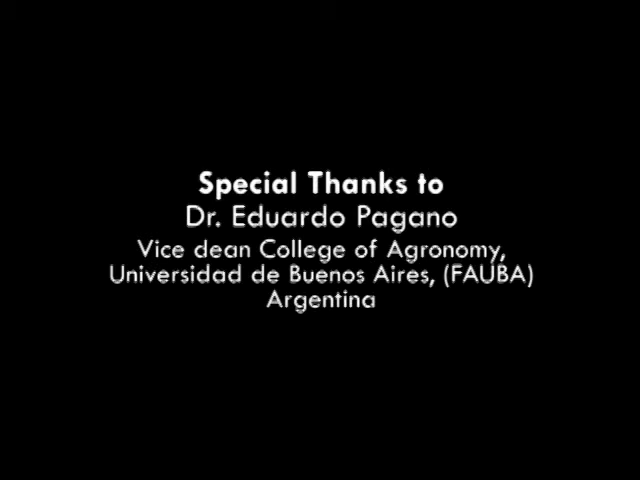 Special Thanks to
Dr. Eduardo Pagano
Vice dean College of Agronomy,
Universidad de Buenos Aires, (FAUBA)
Argentina